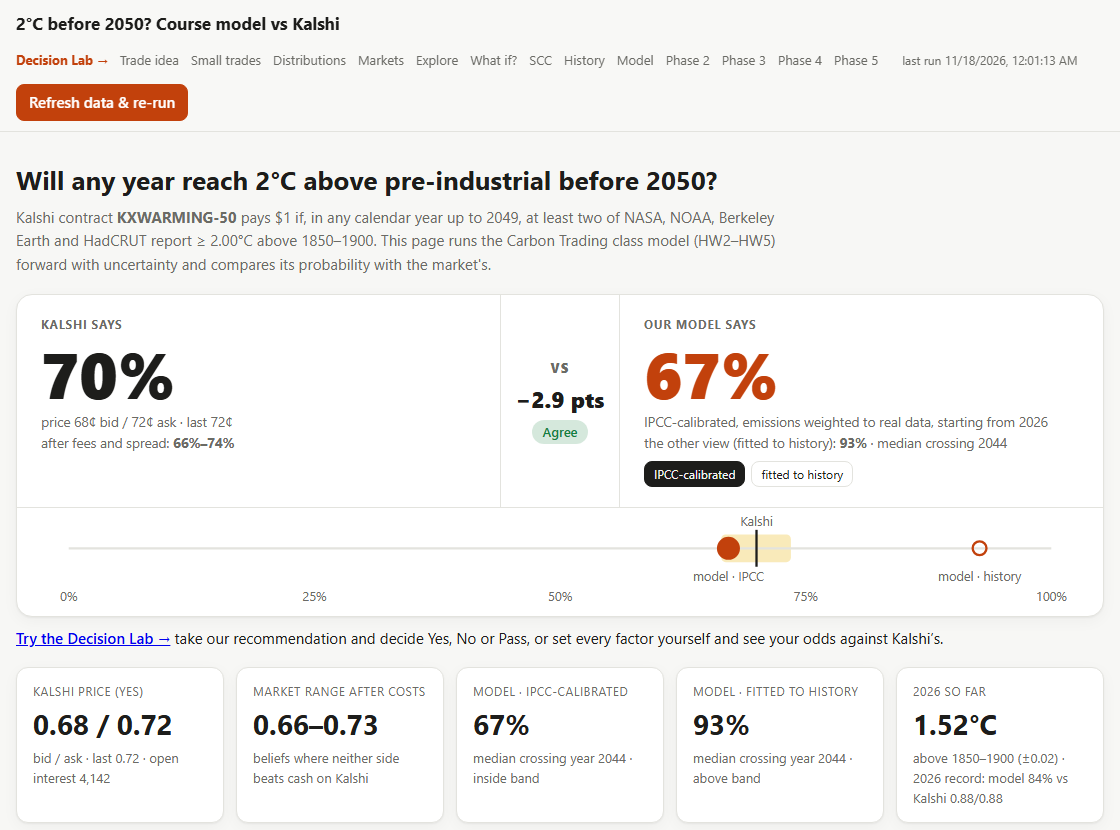 2°C before 2050? Course model vs Kalshi
Decision Lab → Trade idea Small trades Distributions Markets Explore What if? SCC History Model Phase 2 Phase 3 Phase 4 Phase 5 last run 11/18/2026, 12:01:13 AM
Refresh data & re-run
Will any year reach 2°C above pre-industrial before 2050?
Kalshi contract KXWARMING-50 pays $1 if, in any calendar year up to 2049, at least two of NASA, NOAA, Berkeley
Earth and HadCRUT report ≥ 2.00°C above 1850–1900. This page runs the Carbon Trading class model (HW2–HW5)
forward with uncertainty and compares its probability with the market's.
KALSHI SAYS
70%
price 68¢ bid / 72¢ ask · last 72¢
after fees and spread: 66%–74%
VS
−2.9 pts
Agree
OUR MODEL SAYS
67%
IPCC-calibrated, emissions weighted to real data, starting from 2026
the other view (fitted to history): 93% · median crossing 2044
IPCC-calibrated fitted to history
Kalshi
model · IPCC model · history
0% 25% 50% 75% 100%
Try the Decision Lab → take our recommendation and decide Yes, No or Pass, or set every factor yourself and see your odds against Kalshi's.
KALSHI PRICE (YES)
0.68 / 0.72
bid / ask · last 0.72 · open
interest 4,142
MARKET RANGE AFTER COSTS
0.66–0.73
beliefs where neither side
beats cash on Kalshi
MODEL · IPCC-CALIBRATED
67%
median crossing year 2044 ·
inside band
MODEL · FITTED TO HISTORY
93%
median crossing year 2044 ·
above band
2026 SO FAR
1.52°C
above 1850–1900 (±0.02) ·
2026 record: model 84% vs
Kalshi 0.88/0.88